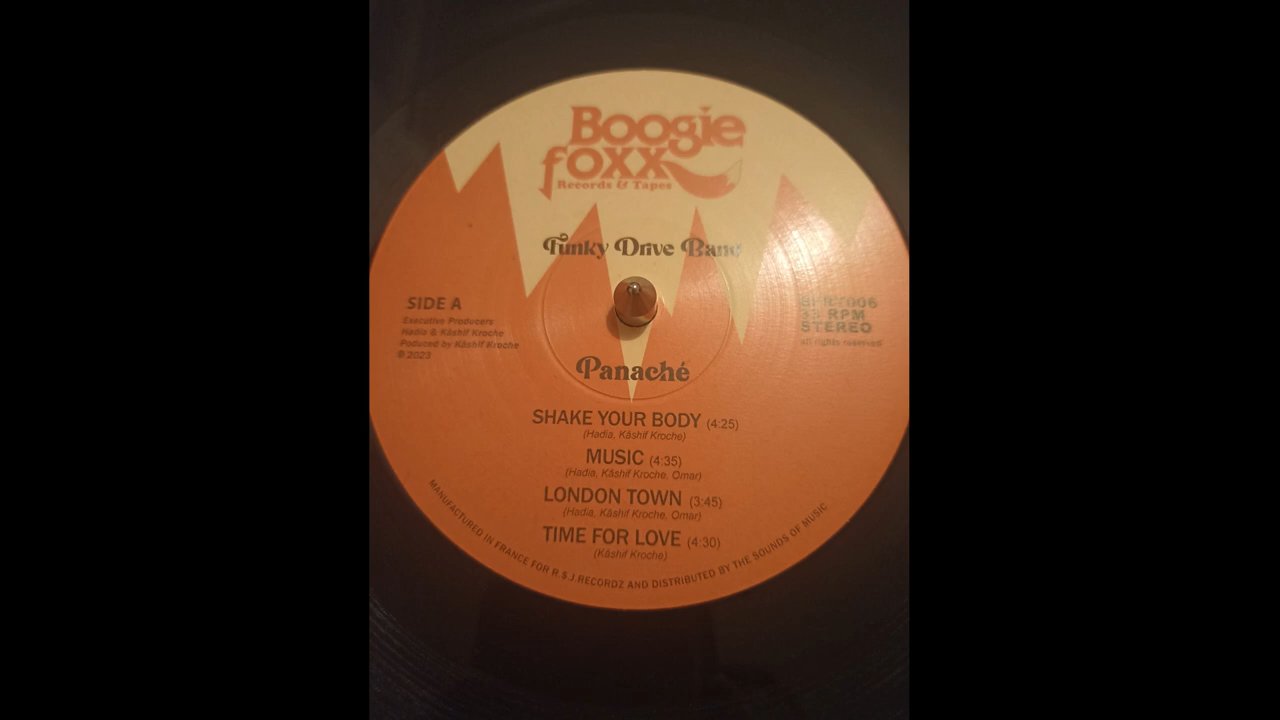 Boogie
foxx
Records & Tapes
Funky Drive Band
SIDE A
Executive Producers
Hadia & Kâshif Kroche
Poduced by Kâshif Kroche
© 2023
33 RPM
STEREO
all rights reserved
Panaché
SHAKE YOUR BODY (4:25)
(Hadia, Kâshif Kroche)
MUSIC (4:35)
(Hadia, Kâshif Kroche, Omar)
LONDON TOWN (3:45)
(Hadia, Kâshif Kroche, Omar)
TIME FOR LOVE (4:30)
(Kâshif Kroche)
MANUFACTURED IN FRANCE FOR R $.J.RECORDZ AND DISTRIBUTED BY THE SOUNDS OF MUSIC